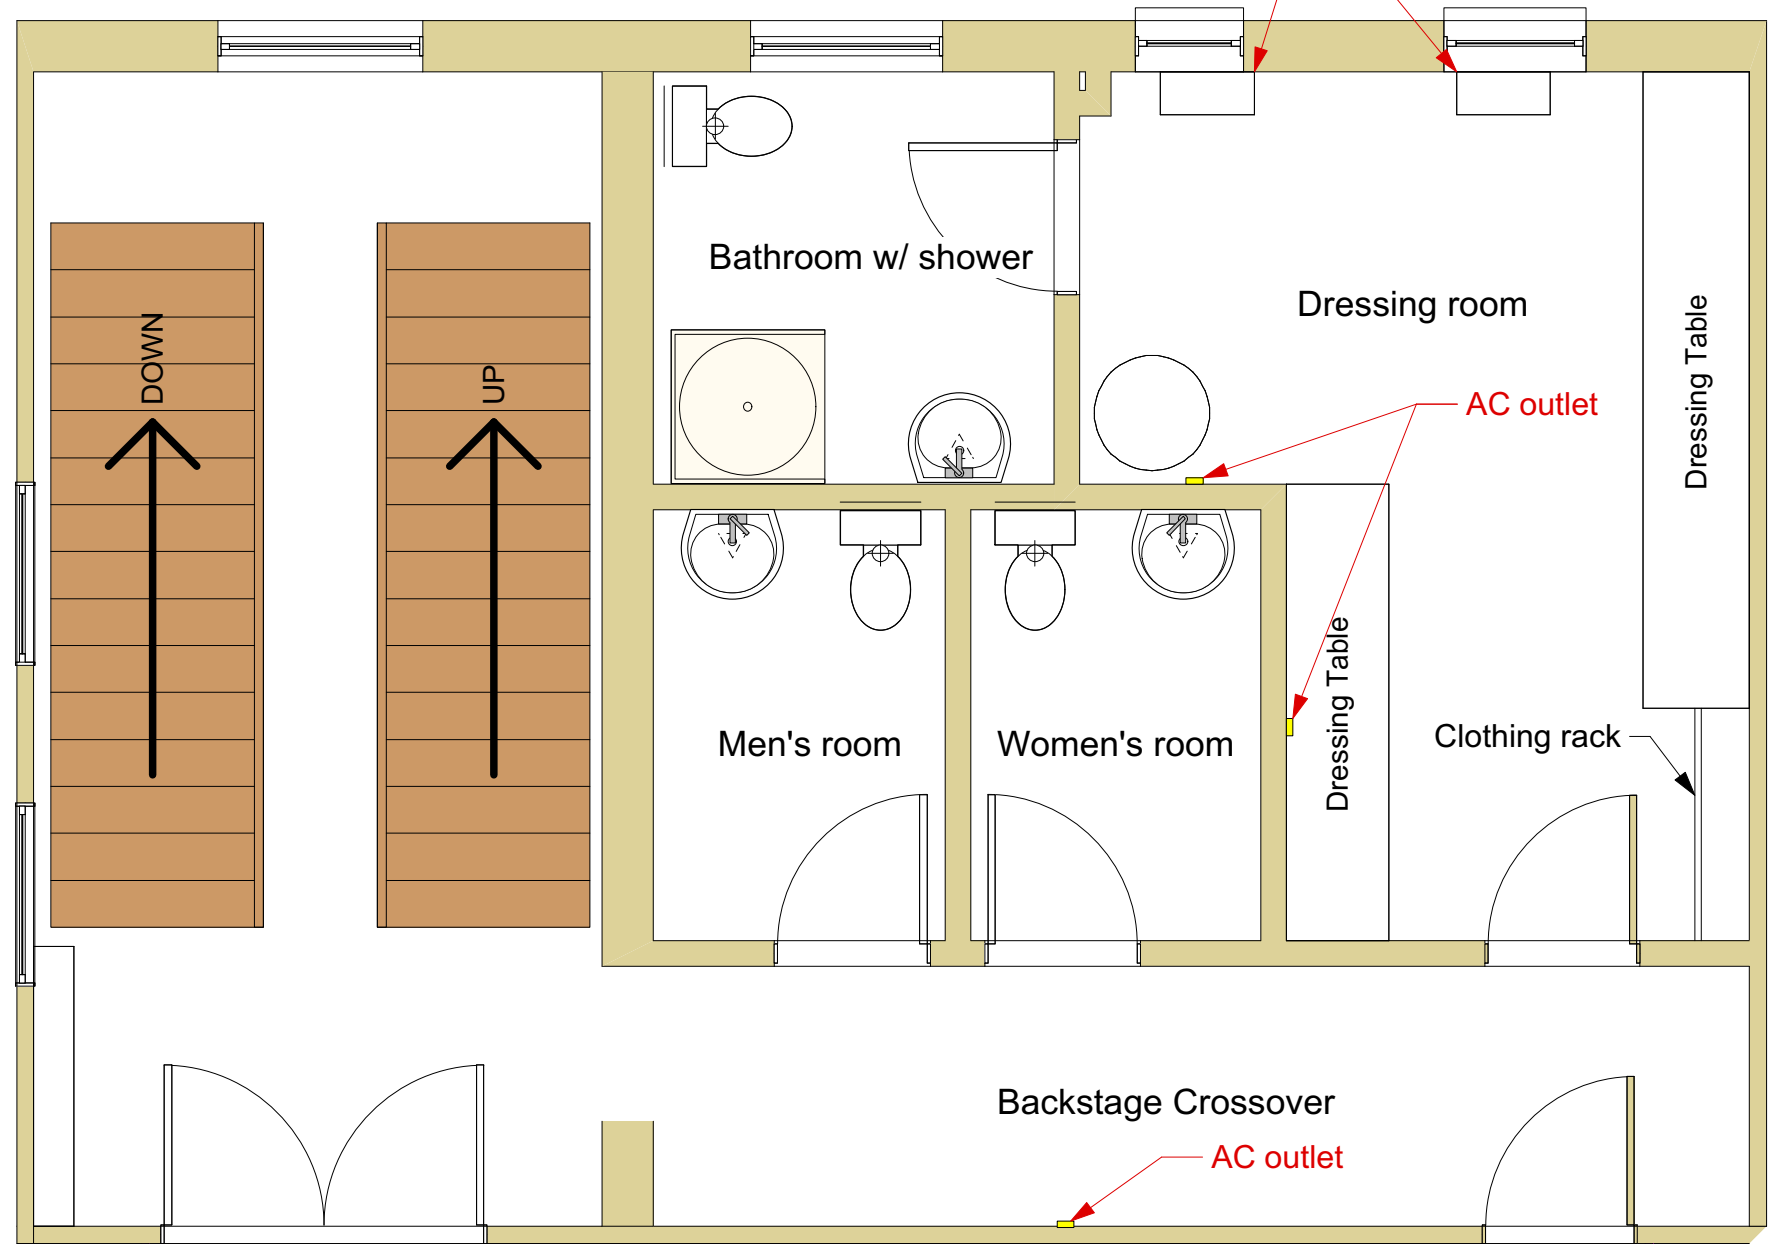 Bathroom w/ shower
Dressing room
Dressing Table
DOWN
UP
AC outlet
Dressing Table
Men's room
Women's room
Clothing rack
Backstage Crossover
AC outlet